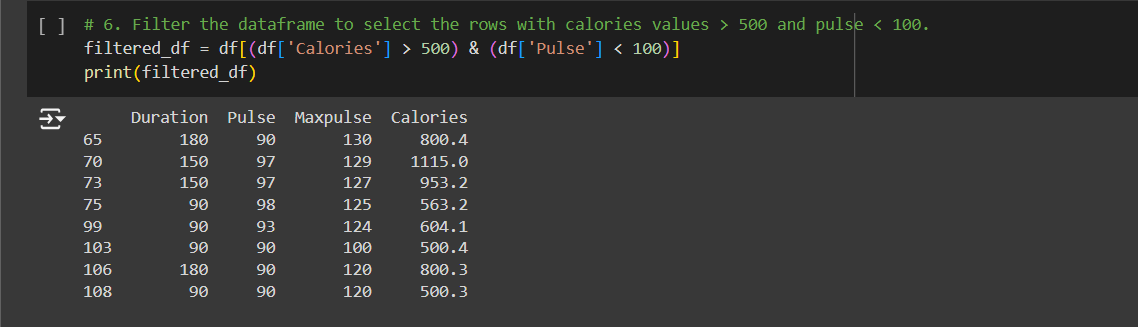 [ ] # 6. Filter the dataframe to select the rows with calories values > 500 and pulse < 100.
filtered_df = df[(df['Calories'] > 500) & (df['Pulse'] < 100)]
print(filtered_df)
Duration Pulse Maxpulse Calories
65 180 90 130 800.4
70 150 97 129 1115.0
73 150 97 127 953.2
75 90 98 125 563.2
99 90 93 124 604.1
103 90 90 100 500.4
106 180 90 120 800.3
108 90 90 120 500.3